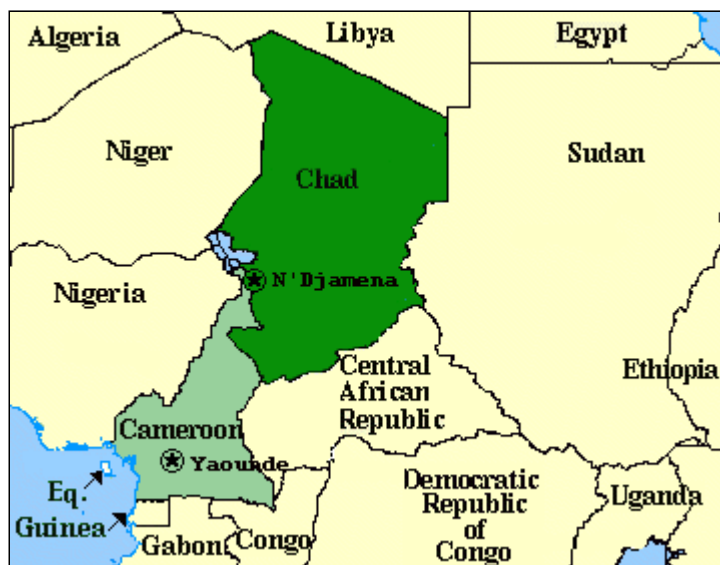 Algeria
Libya
Egypt
Niger
Chad
Sudan
N'Djamena
Nigeria
Central
African
Republic
Ethiopia
Cameroon
Yaounde
Eq.
Guinea
Gabon
Congo
Democratic
Republic
of
Congo
Uganda